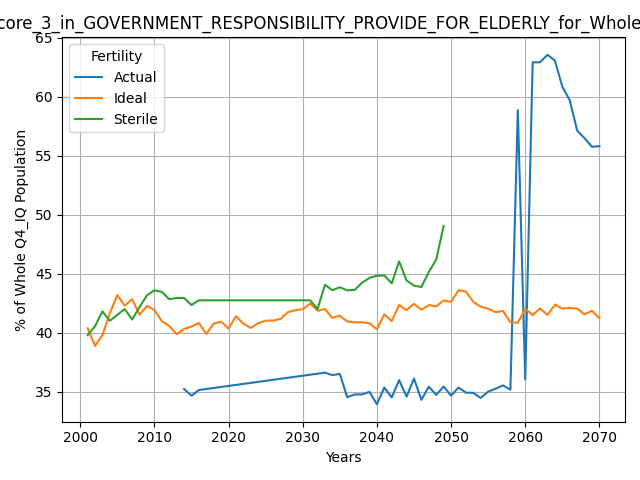 core_3_in_GOVERNMENT_RESPONSIBILITY_PROVIDE_FOR_ELDERLY_for_Whole
% of Whole Q4_IQ Population
65
60
55
50
45
40
35
Fertility
Actual
Ideal
Sterile
2000 2010 2020 2030 2040 2050 2060 2070
Years